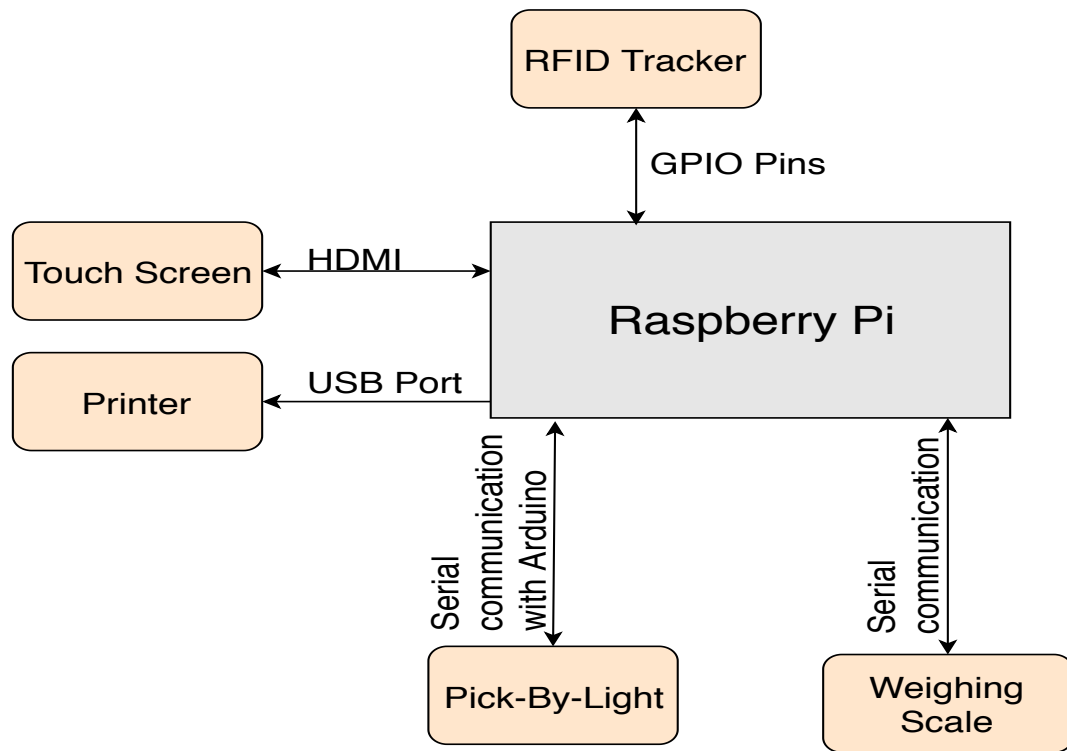 RFID Tracker
GPIO Pins
Touch Screen
HDMI
Raspberry Pi
Printer
USB Port
Serial
communication
with Arduino
Serial
communication
Pick-By-Light
Weighing
Scale